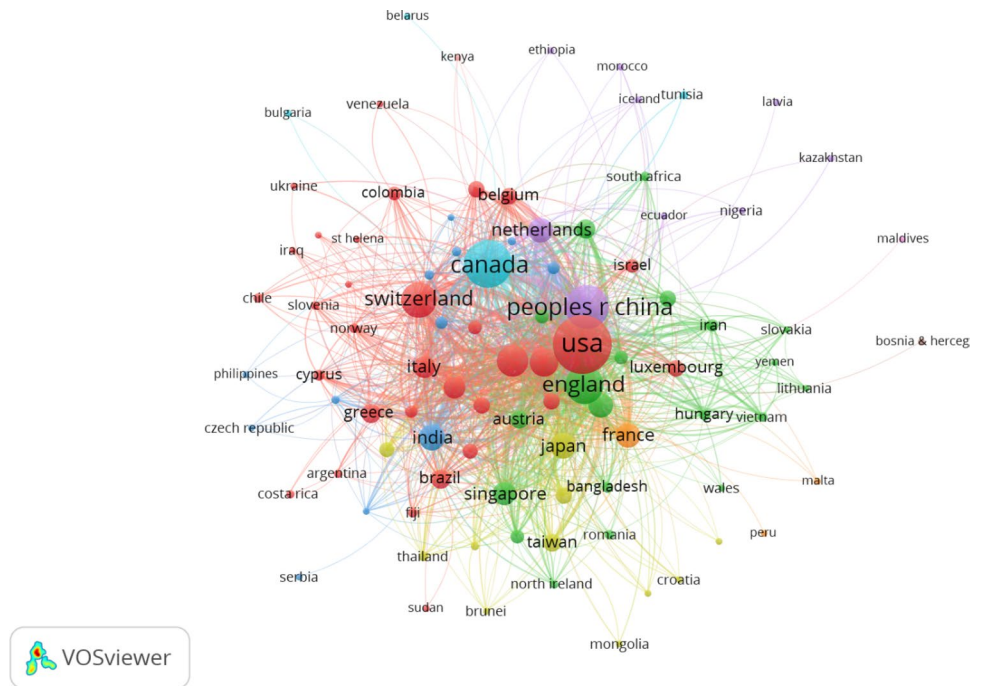 belarus
kenya
ethiopia
morocco
iceland
tunisia
latvia
venezuela
bulgaria
kazakhstan
south africa
ukraine
colombia
belgium
ecuador
nigeria
netherlands
st helena
maldives
iraq
canada
israel
chile
switzerland
slovenia
peoples r china
norway
iran
slovakia
usa
bosnia & herceg
philippines
cyprus
italy
luxembourg
yemen
england
lithuania
greece
austria
hungary
vietnam
czech republic
india
japan
france
argentina
brazil
singapore
bangladesh
wales
malta
costa rica
fiji
taiwan
romania
peru
thailand
serbia
north ireland
croatia
sudan
brunei
mongolia
VOSviewer